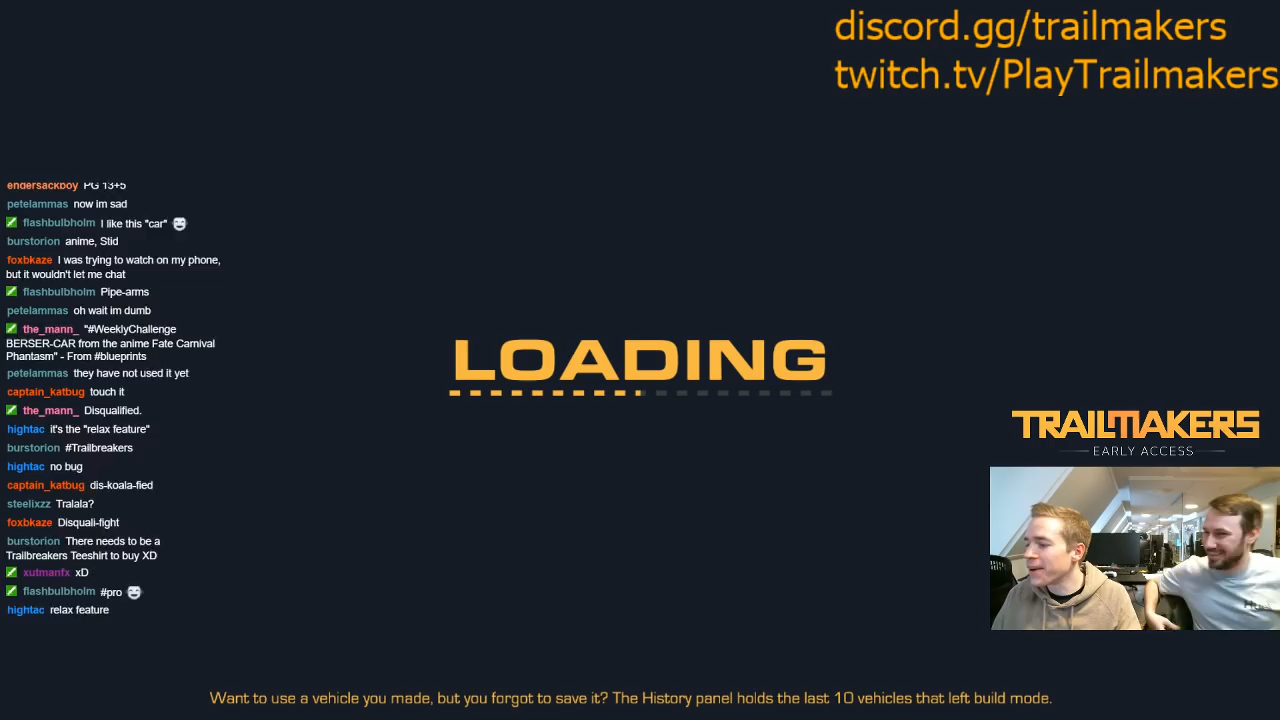 discord.gg/trailmakers
twitch.tv/PlayTrailmakers
endersackboy PG 13+5
petelammas now im sad
flashbulbholm I like this "car"
burstorion anime, Stid
foxbkaze I was trying to watch on my phone,
but it wouldn't let me chat
flashbulbholm Pipe-arms
petelammas oh wait im dumb
the_mann_ "#WeeklyChallenge
BERSER-CAR from the anime Fate Carnival
Phantasm" - From #blueprints
petelammas they have not used it yet
captain_katbug touch it
the_mann_ Disqualified.
hightac it's the "relax feature"
burstorion #Trailbreakers
hightac no bug
captain_katbug dis-koala-fied
steelixzz Tralala?
foxbkaze Disquali-fight
burstorion There needs to be a
Trailbreakers Teeshirt to buy XD
xutmanfx xD
flashbulbholm #pro
hightac relax feature
LOADING
TRAILMAKERS
EARLY ACCESS
Want to use a vehicle you made, but you forgot to save it? The History panel holds the last 10 vehicles that left build mode.